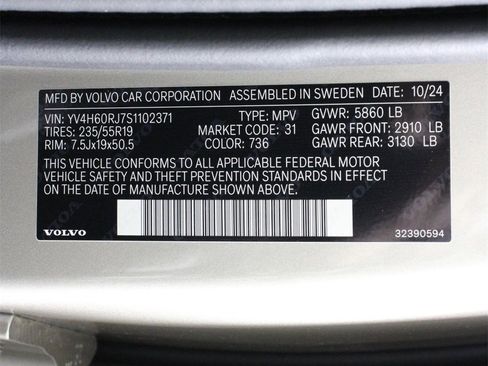 MFD BY VOLVO CAR CORPORATION ASSEMBLED IN SWEDEN DATE: 10/24
VIN: YV4H60RJ7S1102371 TYPE: MPV GVWR: 5860 LB
TIRES: 235/55R19 MARKET CODE: 31 GAWR FRONT: 2910 LB
RIM: 7.5Jx19x50.5 COLOR: 736 GAWR REAR: 3130 LB
THIS VEHICLE CONFORMS TO ALL APPLICABLE FEDERAL MOTOR
VEHICLE SAFETY AND THEFT PREVENTION STANDARDS IN EFFECT
ON THE DATE OF MANUFACTURE SHOWN ABOVE.
VOLVO 32390594